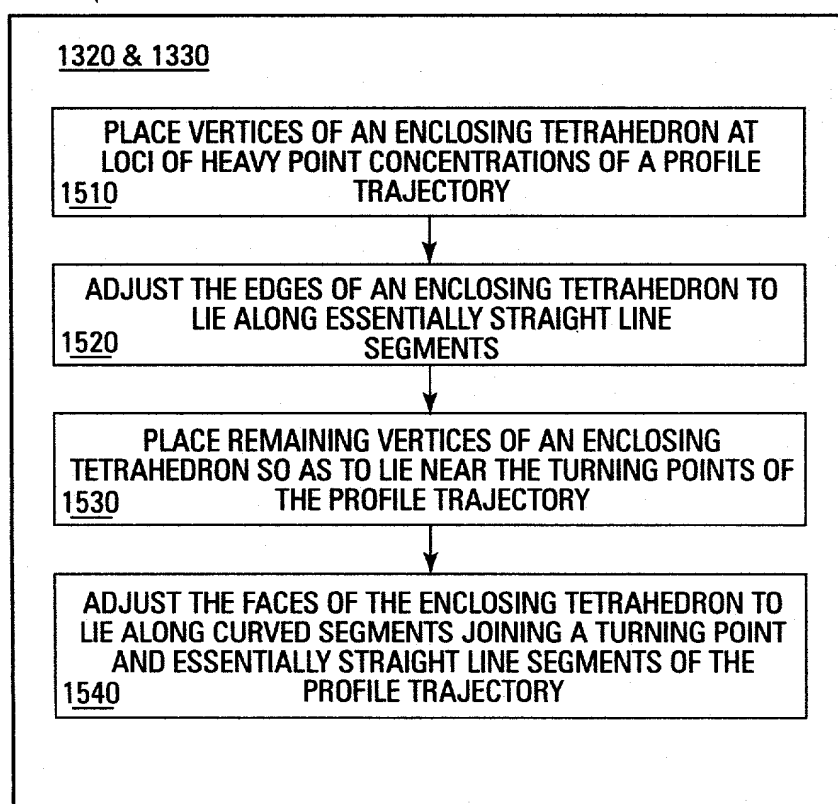 1320 & 1330
PLACE VERTICES OF AN ENCLOSING TETRAHEDRON AT
LOCI OF HEAVY POINT CONCENTRATIONS OF A PROFILE
TRAJECTORY
1510
ADJUST THE EDGES OF AN ENCLOSING TETRAHEDRON TO
LIE ALONG ESSENTIALLY STRAIGHT LINE
SEGMENTS
1520
PLACE REMAINING VERTICES OF AN ENCLOSING
TETRAHEDRON SO AS TO LIE NEAR THE TURNING POINTS OF
THE PROFILE TRAJECTORY
1530
ADJUST THE FACES OF THE ENCLOSING TETRAHEDRON TO
LIE ALONG CURVED SEGMENTS JOINING A TURNING POINT
AND ESSENTIALLY STRAIGHT LINE SEGMENTS OF THE
PROFILE TRAJECTORY
1540